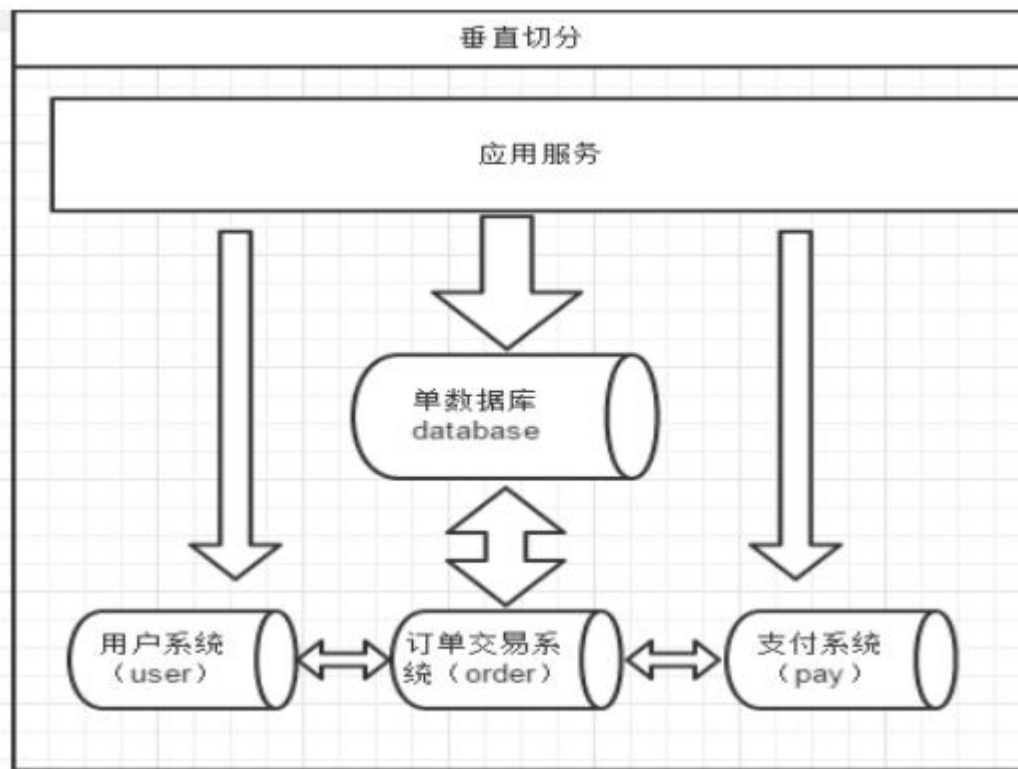 垂直切分
应用服务
单数据库
database
用户系统
（user）
订单交易系
统（order）
支付系统
（pay）